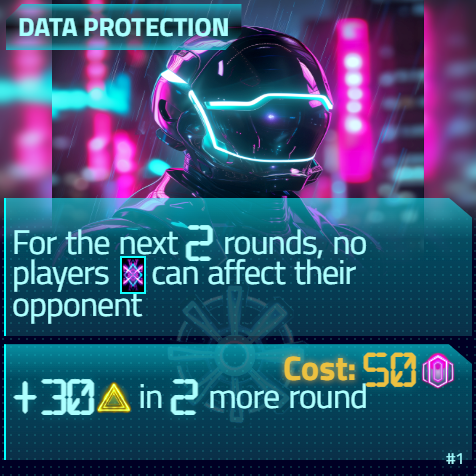 DATA PROTECTION
For the next 2 rounds, no
players can affect their
opponent
Cost: 50
+30 in 2 more round
#1